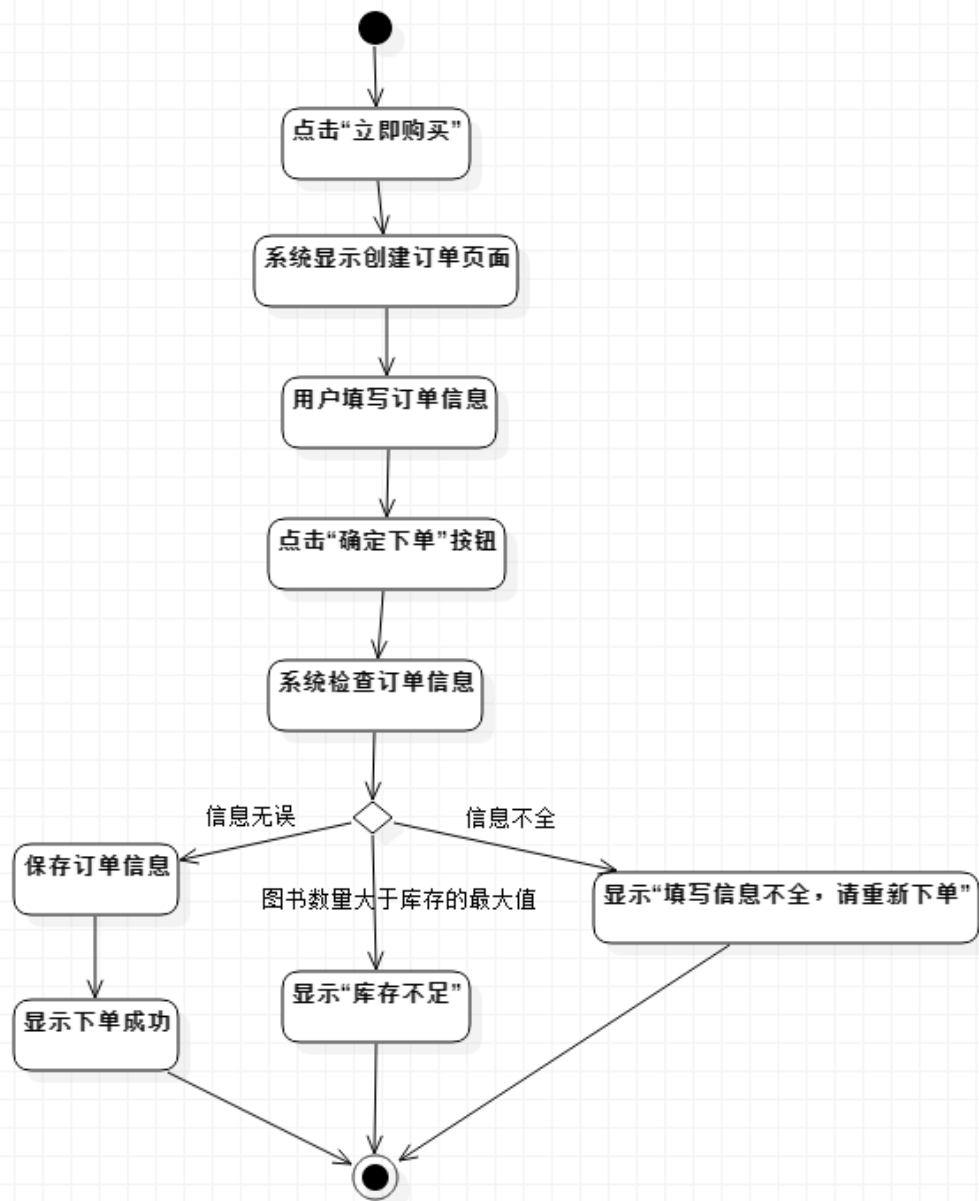 点击“立即购买”
系统显示创建订单页面
用户填写订单信息
点击“确定下单”按钮
系统检查订单信息
信息无误
信息不全
保存订单信息
图书数量大于库存的最大值
显示“填写信息不全，请重新下单”
显示“库存不足”
显示下单成功